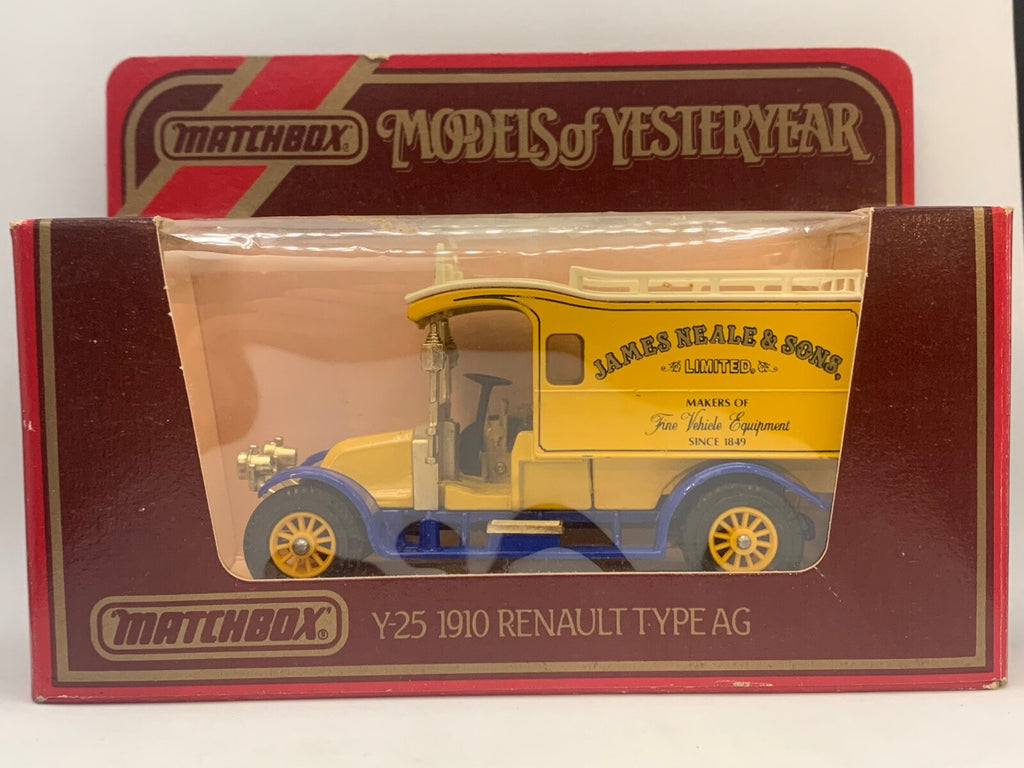 MATCHBOX®
MODELS of YESTERYEAR
JAMES NEALE & SONS.
LIMITED.
MAKERS OF
Fine Vehicle Equipment
SINCE 1849
MATCHBOX®
Y-25 1910 RENAULT TYPE AG